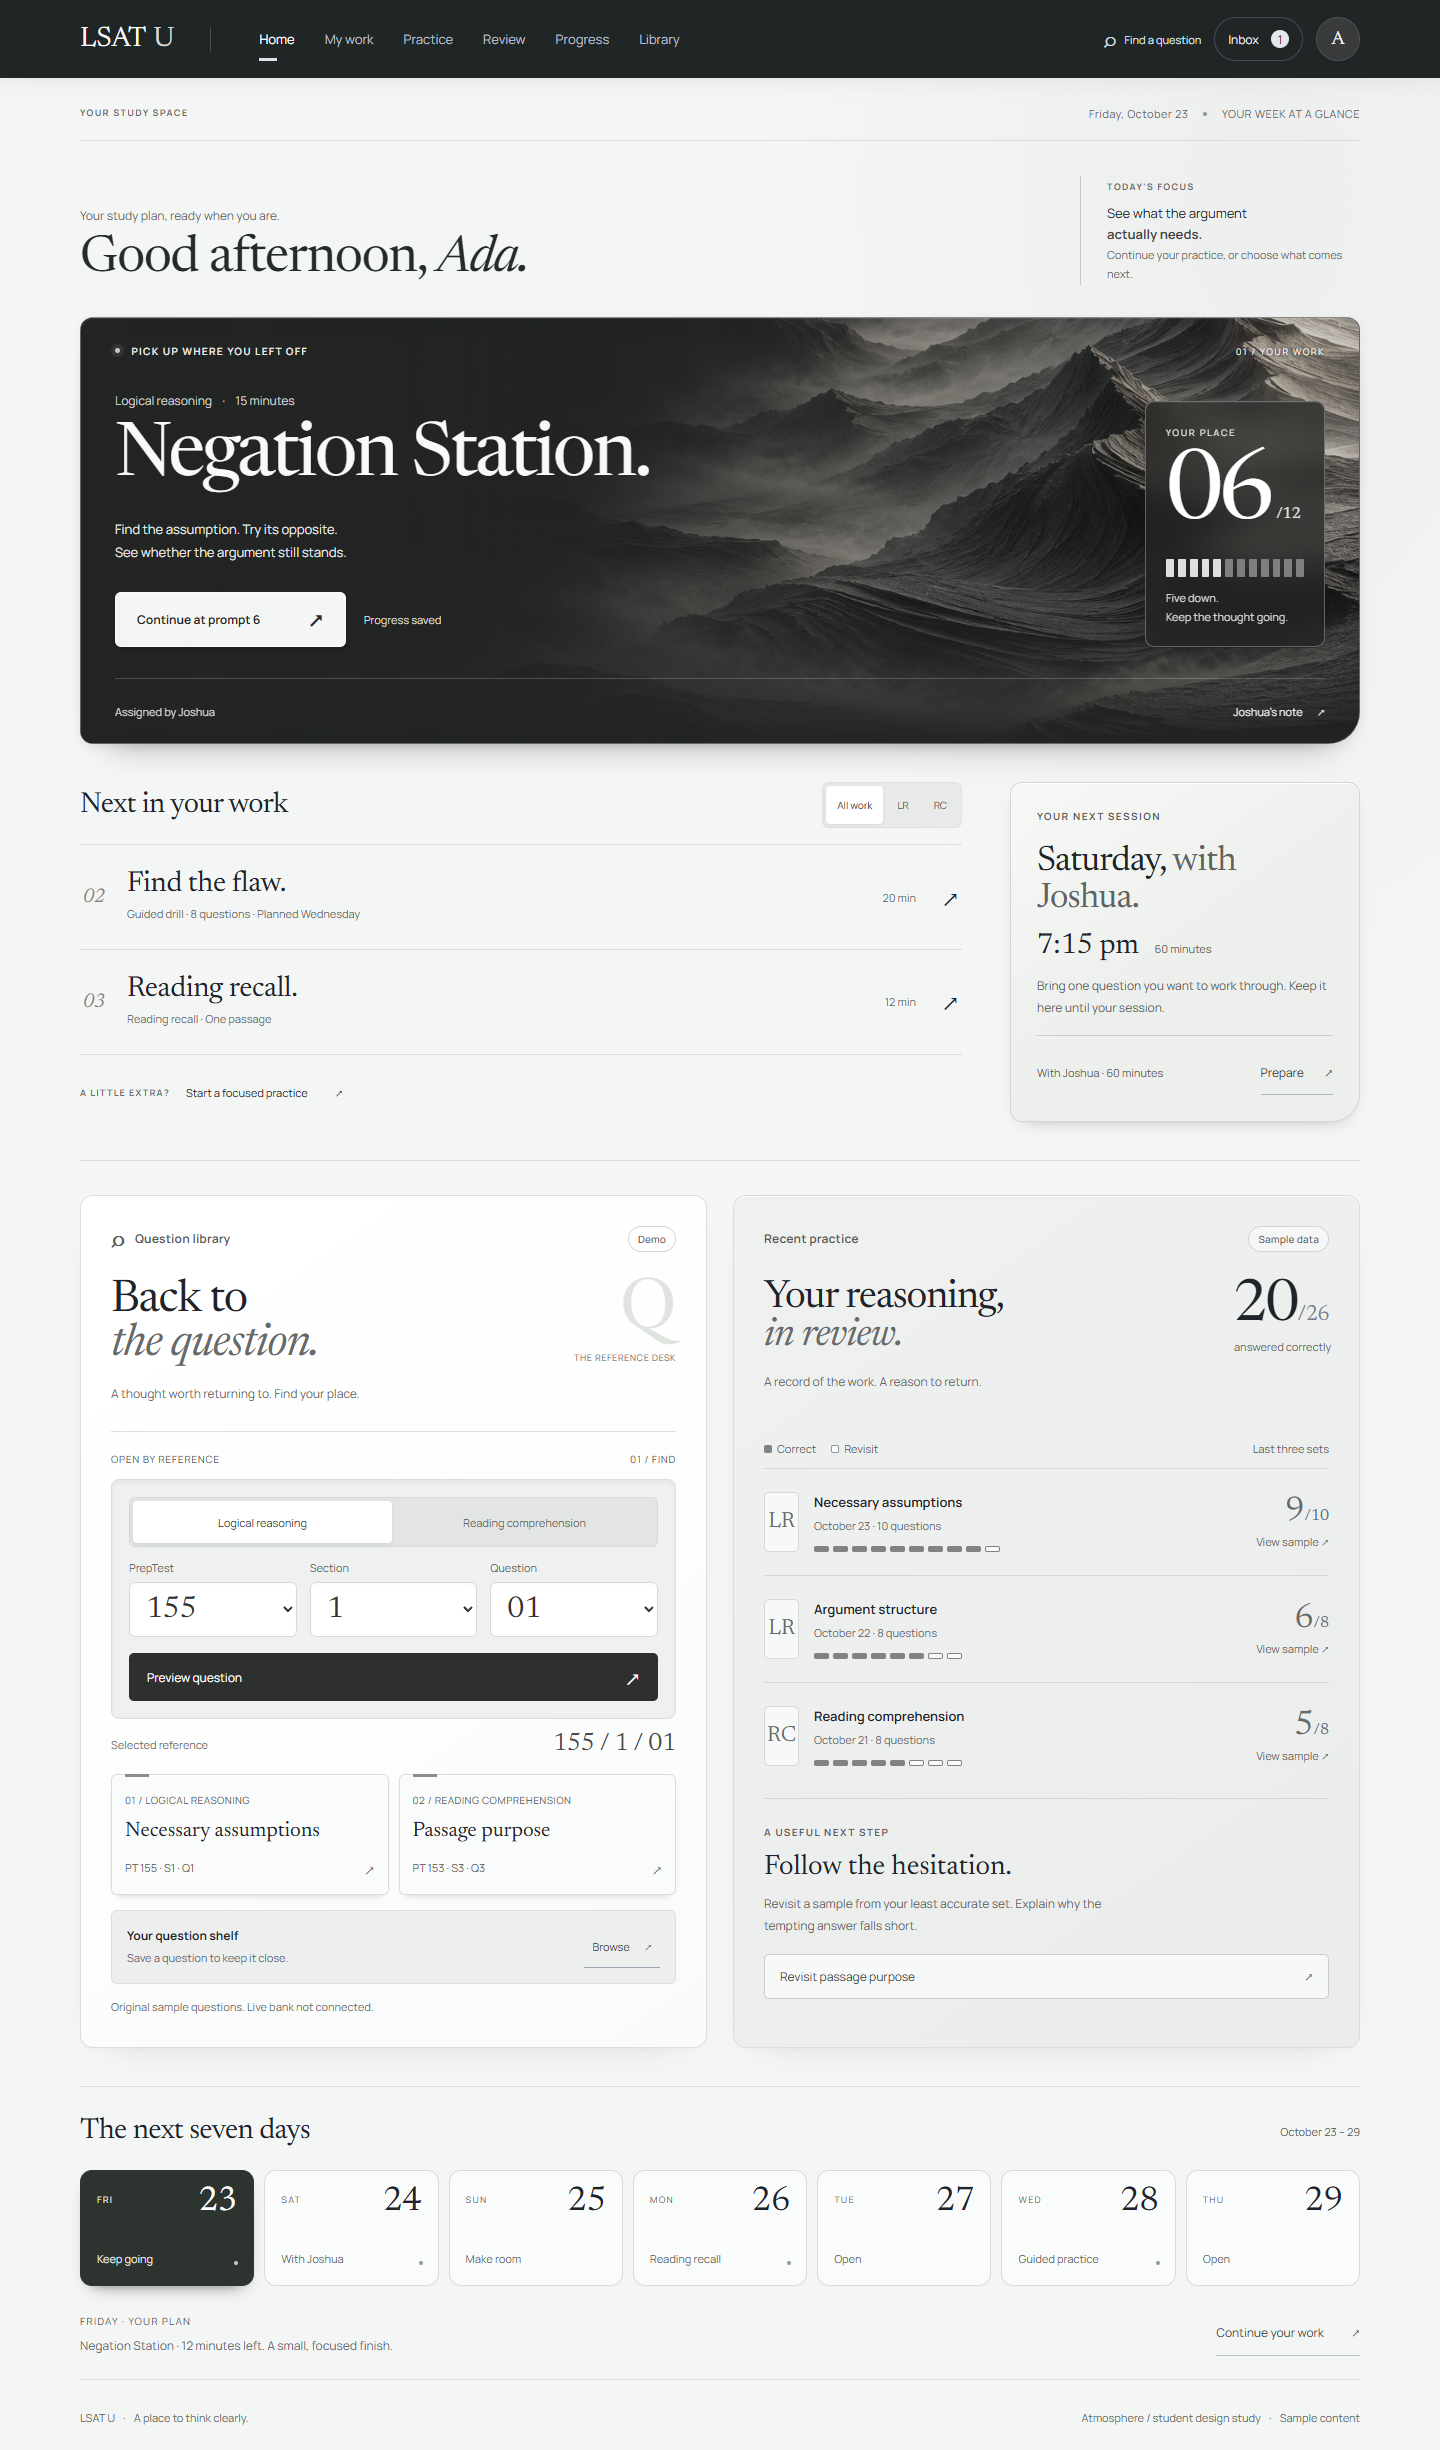 LSAT U
Home
My work
Practice
Review
Progress
Library
Find a question
Inbox 1
A
YOUR STUDY SPACE
Friday, October 23 • YOUR WEEK AT A GLANCE
Your study plan, ready when you are.
Good afternoon, Ada.
TODAY'S FOCUS
See what the argument
actually needs.
Continue your practice, or choose what comes
next.
PICK UP WHERE YOU LEFT OFF
01 / YOUR WORK
Logical reasoning · 15 minutes
Negation Station.
Find the assumption. Try its opposite.
See whether the argument still stands.
Continue at prompt 6 ↗
Progress saved
YOUR PLACE
06 /12
Five down.
Keep the thought going.
Assigned by Joshua
Joshua's note ↗
Next in your work
All work
LR
RC
02
Find the flaw.
Guided drill · 8 questions · Planned Wednesday
20 min ↗
03
Reading recall.
Reading recall · One passage
12 min ↗
A LITTLE EXTRA?
Start a focused practice ↗
YOUR NEXT SESSION
Saturday, with
Joshua.
7:15 pm 60 minutes
Bring one question you want to work through. Keep it
here until your session.
With Joshua · 60 minutes
Prepare ↗
Question library
Demo
Back to
the question.
Q
THE REFERENCE DESK
A thought worth returning to. Find your place.
OPEN BY REFERENCE
01 / FIND
Logical reasoning
Reading comprehension
PrepTest
Section
Question
155
1
01
Preview question ↗
Selected reference
155 / 1 / 01
01 / LOGICAL REASONING
Necessary assumptions
PT 155 · S1 · Q1 ↗
02 / READING COMPREHENSION
Passage purpose
PT 153 · S3 · Q3 ↗
Your question shelf
Save a question to keep it close.
Browse ↗
Original sample questions. Live bank not connected.
Recent practice
Sample data
Your reasoning,
in review.
20/26
answered correctly
A record of the work. A reason to return.
Correct
Revisit
Last three sets
LR
Necessary assumptions
October 23 · 10 questions
9/10
View sample ↗
LR
Argument structure
October 22 · 8 questions
6/8
View sample ↗
RC
Reading comprehension
October 21 · 8 questions
5/8
View sample ↗
A USEFUL NEXT STEP
Follow the hesitation.
Revisit a sample from your least accurate set. Explain why the
tempting answer falls short.
Revisit passage purpose ↗
The next seven days
October 23 – 29
FRI 23
Keep going
SAT 24
With Joshua
SUN 25
Make room
MON 26
Reading recall
TUE 27
Open
WED 28
Guided practice
THU 29
Open
FRIDAY · YOUR PLAN
Negation Station · 12 minutes left. A small, focused finish.
Continue your work ↗
LSAT U · A place to think clearly.
Atmosphere / student design study · Sample content